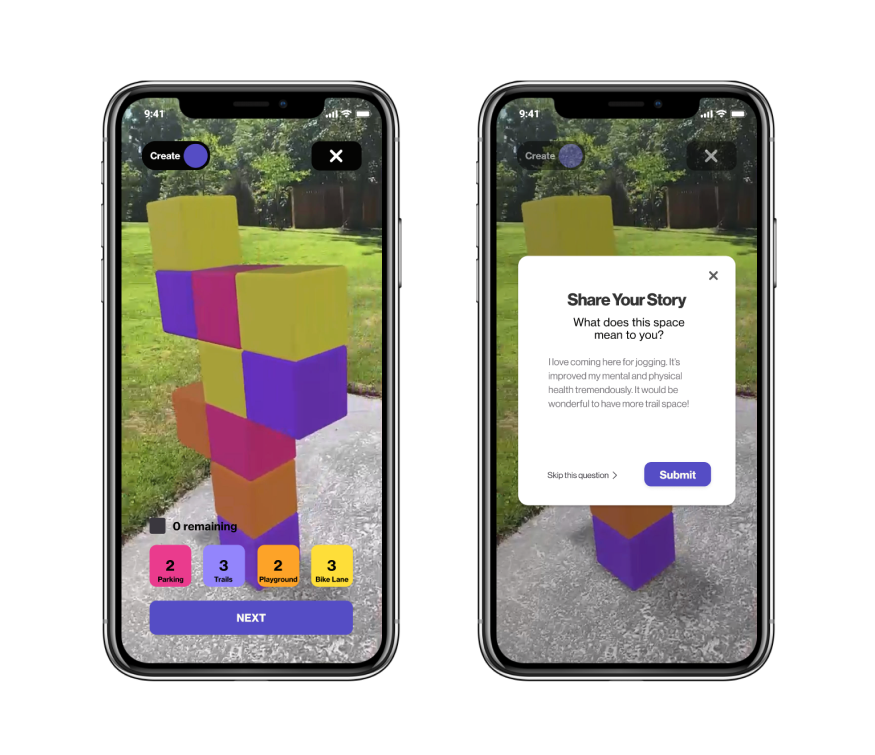 9:41
Create
0 remaining
2
Parking
3
Trails
2
Playground
3
Bike Lane
NEXT
9:41
Create
Share Your Story
What does this space
mean to you?
I love coming here for jogging. It's
improved my mental and physical
health tremendously. It would be
wonderful to have more trail space!
Skip this question
Submit